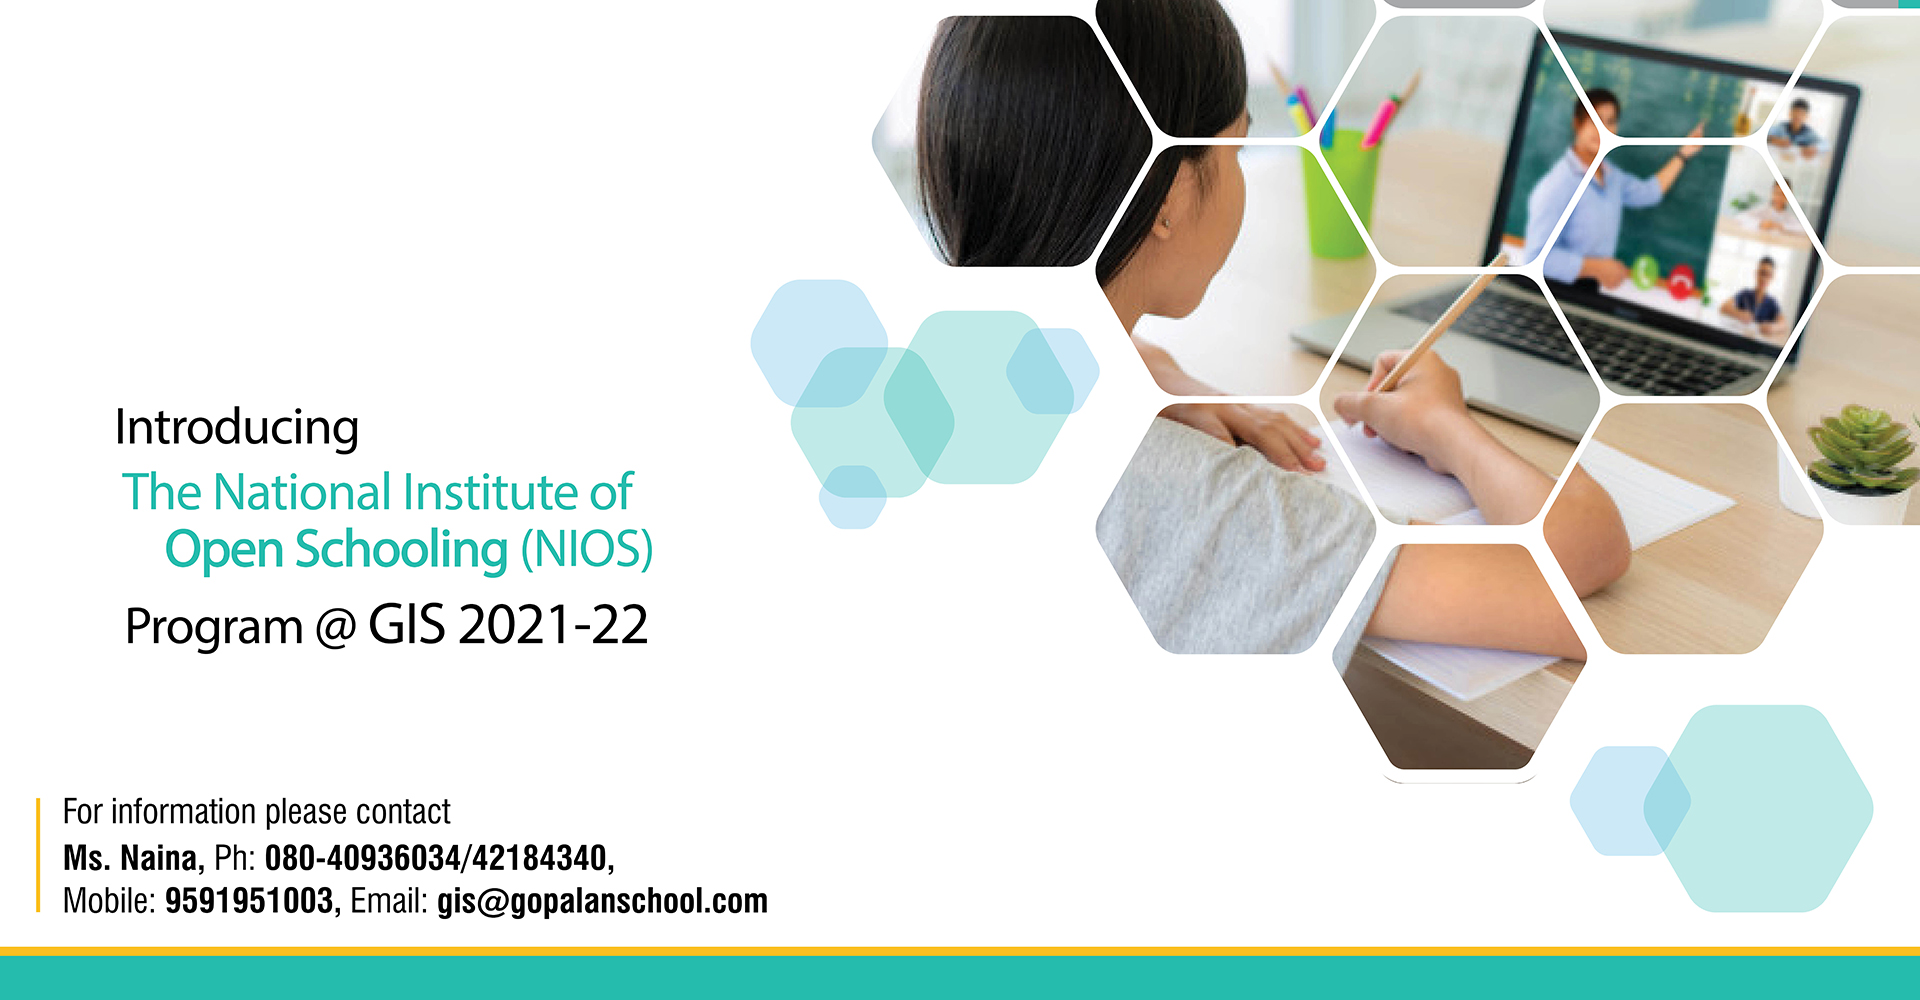 Introducing
The National Institute of
Open Schooling (NIOS)
Program @ GIS 2021-22
For information please contact
Ms. Naina, Ph: 080-40936034/42184340,
Mobile: 9591951003, Email: gis@gopalanschool.com